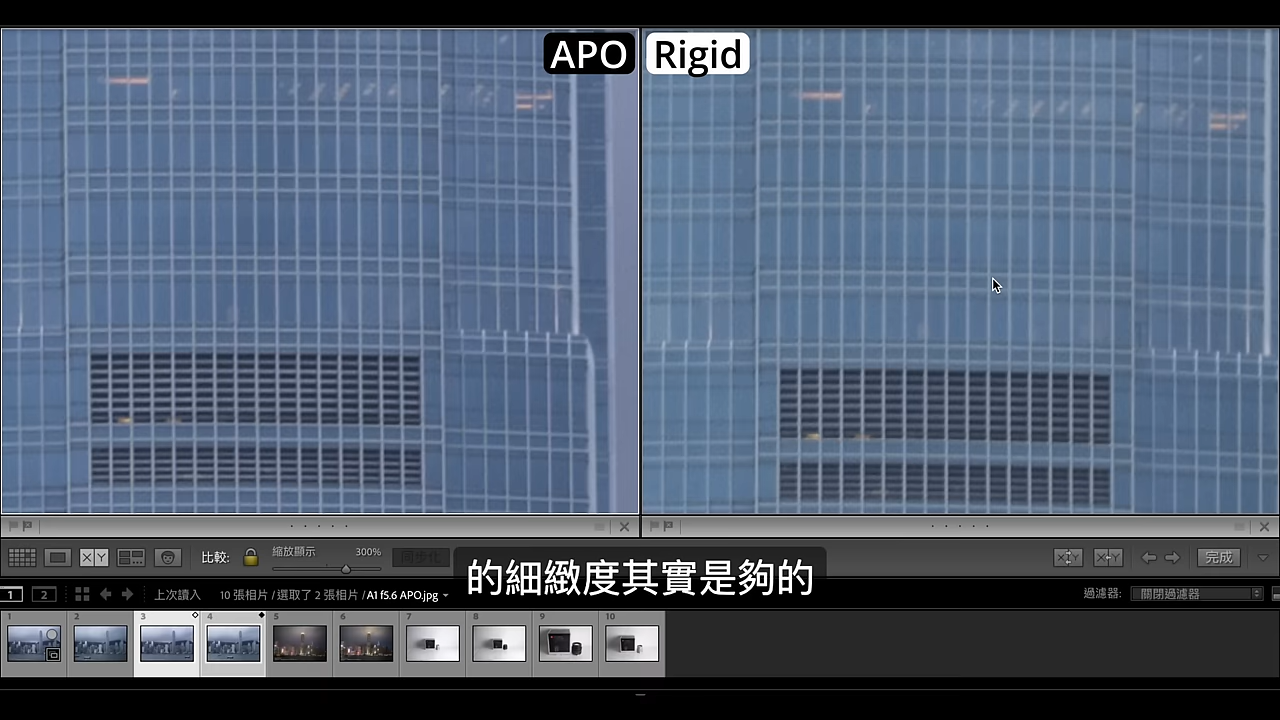 APO
Rigid
X Y
比較:
縮放顯示
300%
同步化
的細緻度其實是夠的
完成
1
2
上次讀入
10 張相片 / 選取了 2 張相片 / A1 f5.6 APO.jpg
過濾器:
關閉過濾器
1
2
3
4
5
6
7
8
9
10